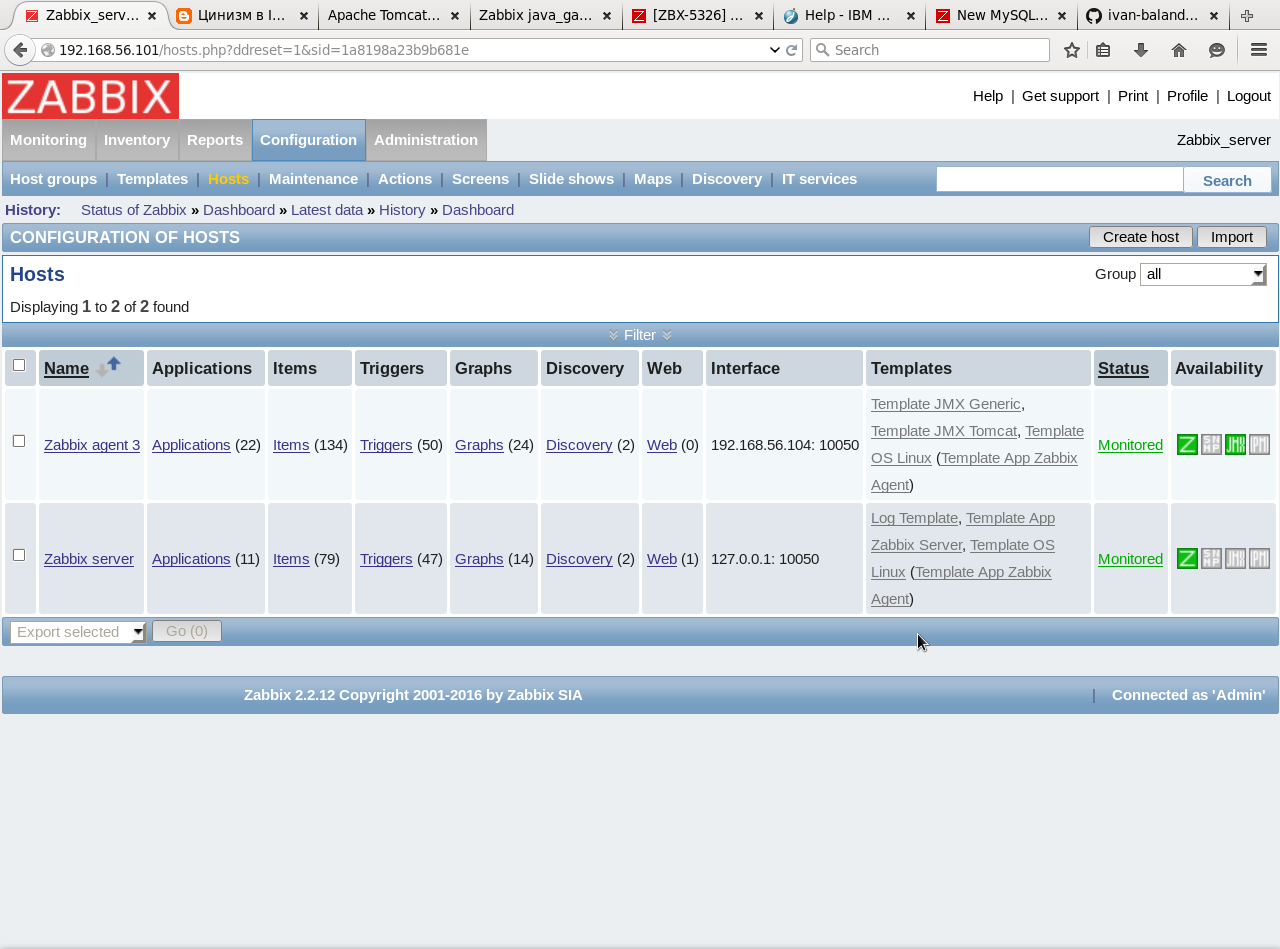 Zabbix_serv... Цинизм в I... Apache Tomcat... Zabbix java_ga... [ZBX-5326] ... Help - IBM ... New MySQL... ivan-baland...
192.168.56.101/hosts.php?ddreset=1&sid=1a8198a23b9b681e Search
ZABBIX Help | Get support | Print | Profile | Logout
Monitoring Inventory Reports Configuration Administration Zabbix_server
Host groups | Templates | Hosts | Maintenance | Actions | Screens | Slide shows | Maps | Discovery | IT services Search
History: Status of Zabbix » Dashboard » Latest data » History » Dashboard
CONFIGURATION OF HOSTS Create host Import
Hosts Group all
Displaying 1 to 2 of 2 found
Filter
Name Applications Items Triggers Graphs Discovery Web Interface Templates Status Availability
Zabbix agent 3 Applications (22) Items (134) Triggers (50) Graphs (24) Discovery (2) Web (0) 192.168.56.104: 10050
Template JMX Generic,
Template JMX Tomcat, Template
OS Linux (Template App Zabbix
Agent)
Monitored Z SNMP JMX IPMI
Zabbix server Applications (11) Items (79) Triggers (47) Graphs (14) Discovery (2) Web (1) 127.0.0.1: 10050
Log Template, Template App
Zabbix Server, Template OS
Linux (Template App Zabbix
Agent)
Monitored Z SNMP JMX IPMI
Export selected Go (0)
Zabbix 2.2.12 Copyright 2001-2016 by Zabbix SIA | Connected as 'Admin'